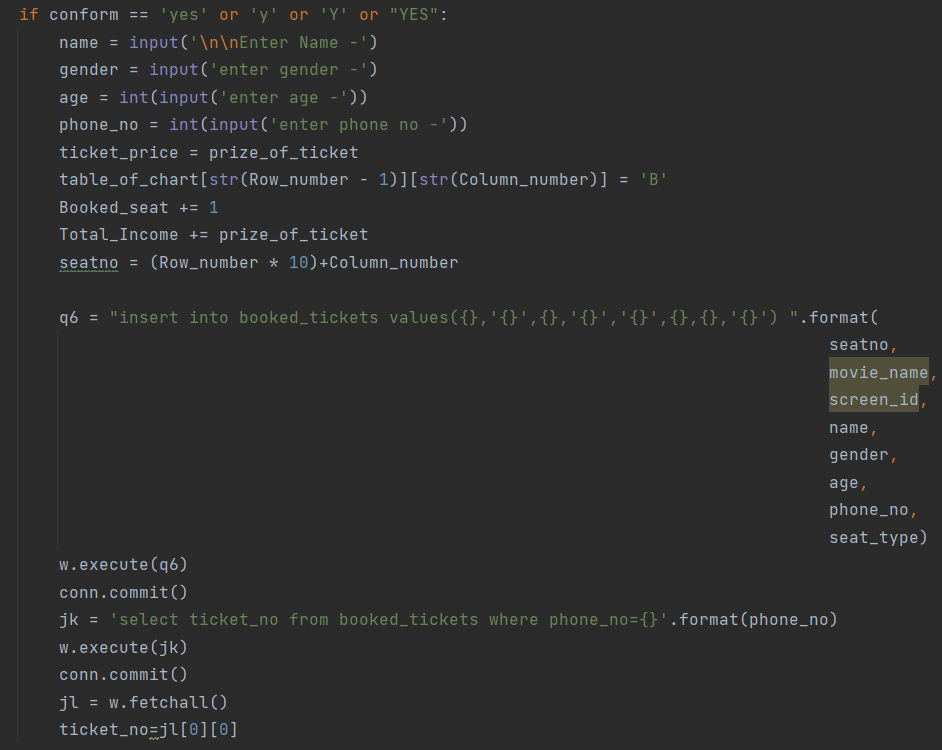 if conform == 'yes' or 'y' or 'Y' or "YES":
    name = input('\n\nEnter Name -')
    gender = input('enter gender -')
    age = int(input('enter age -'))
    phone_no = int(input('enter phone no -'))
    ticket_price = prize_of_ticket
    table_of_chart[str(Row_number - 1)][str(Column_number)] = 'B'
    Booked_seat += 1
    Total_Income += prize_of_ticket
    seatno = (Row_number * 10)+Column_number
    q6 = "insert into booked_tickets values({},'{}',{},'{}','{}',{},{},'{}') ".format(
                                                                             seatno,
                                                                             movie_name,
                                                                             screen_id,
                                                                             name,
                                                                             gender,
                                                                             age,
                                                                             phone_no,
                                                                             seat_type)
    w.execute(q6)
    conn.commit()
    jk = 'select ticket_no from booked_tickets where phone_no={}'.format(phone_no)
    w.execute(jk)
    conn.commit()
    jl = w.fetchall()
    ticket_no=jl[0][0]